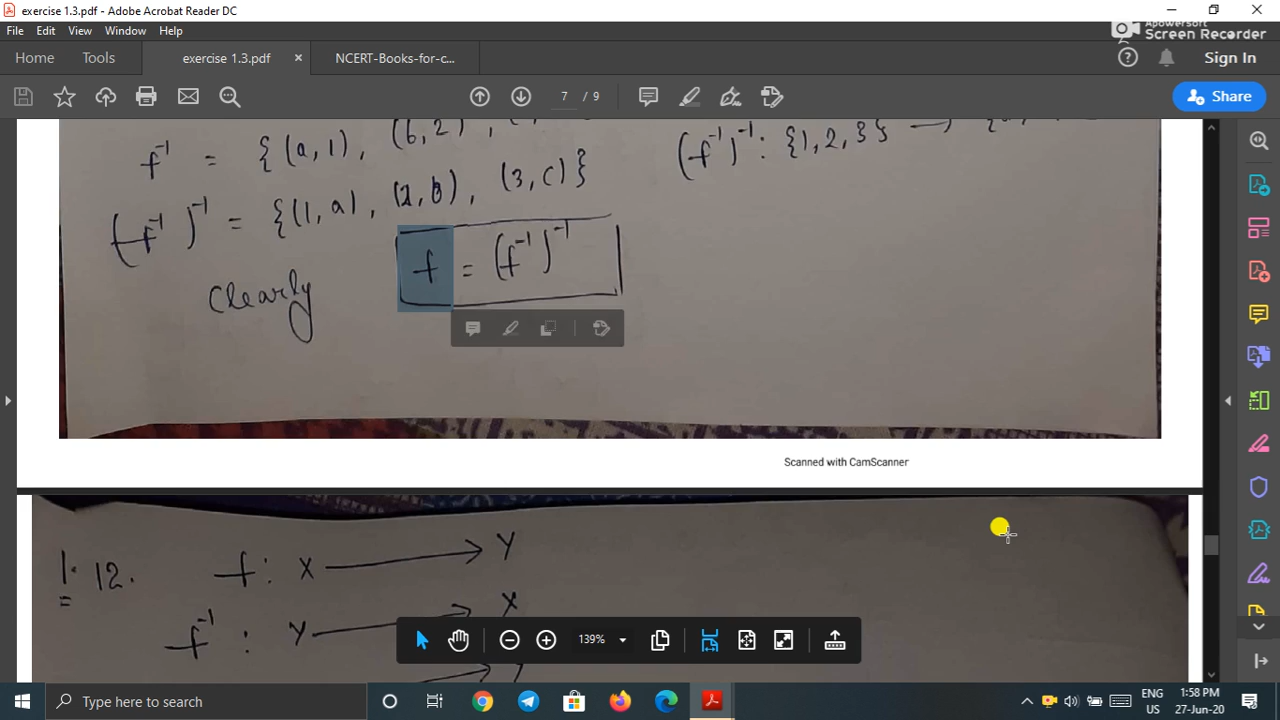 exercise 1.3.pdf - Adobe Acrobat Reader DC
Apowersoft
Screen Recorder
File Edit View Window Help
Home Tools exercise 1.3.pdf × NCERT-Books-for-c... Sign In
7 / 9 Share
f⁻¹ = {(a, 1), (b, 2),
(f⁻¹)⁻¹ : {1, 2, 3} →
(f⁻¹)⁻¹ = {(1, a), (2, b), (3, c)}
Clearly f = (f⁻¹)⁻¹
Scanned with CamScanner
12. f : X → Y
f⁻¹ : Y → X
139%
Type here to search
ENG
US
1:58 PM
27-Jun-20